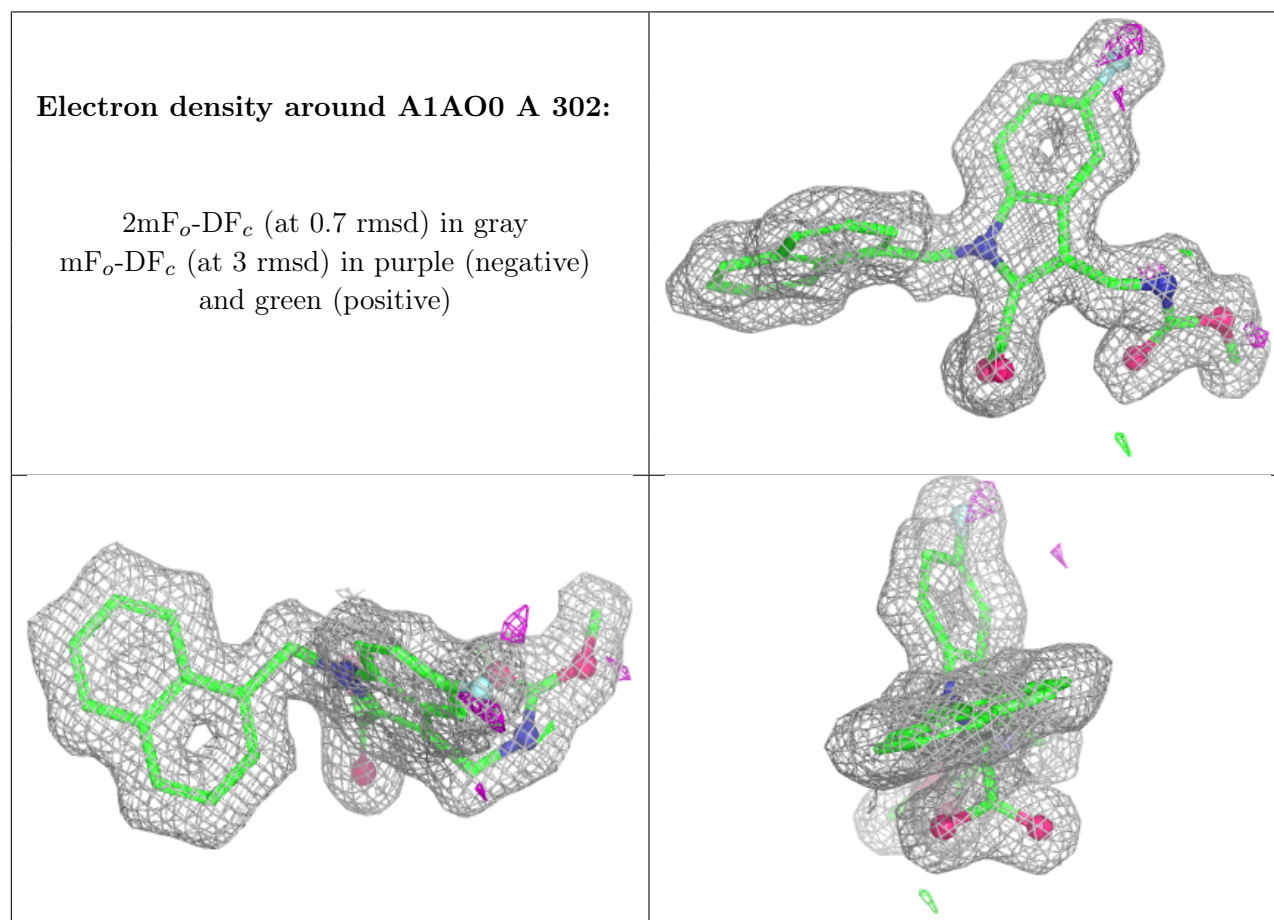 Electron density around A1AO0 A 302:
2mFo-DFc (at 0.7 rmsd) in gray
mFo-DFc (at 3 rmsd) in purple (negative)
and green (positive)